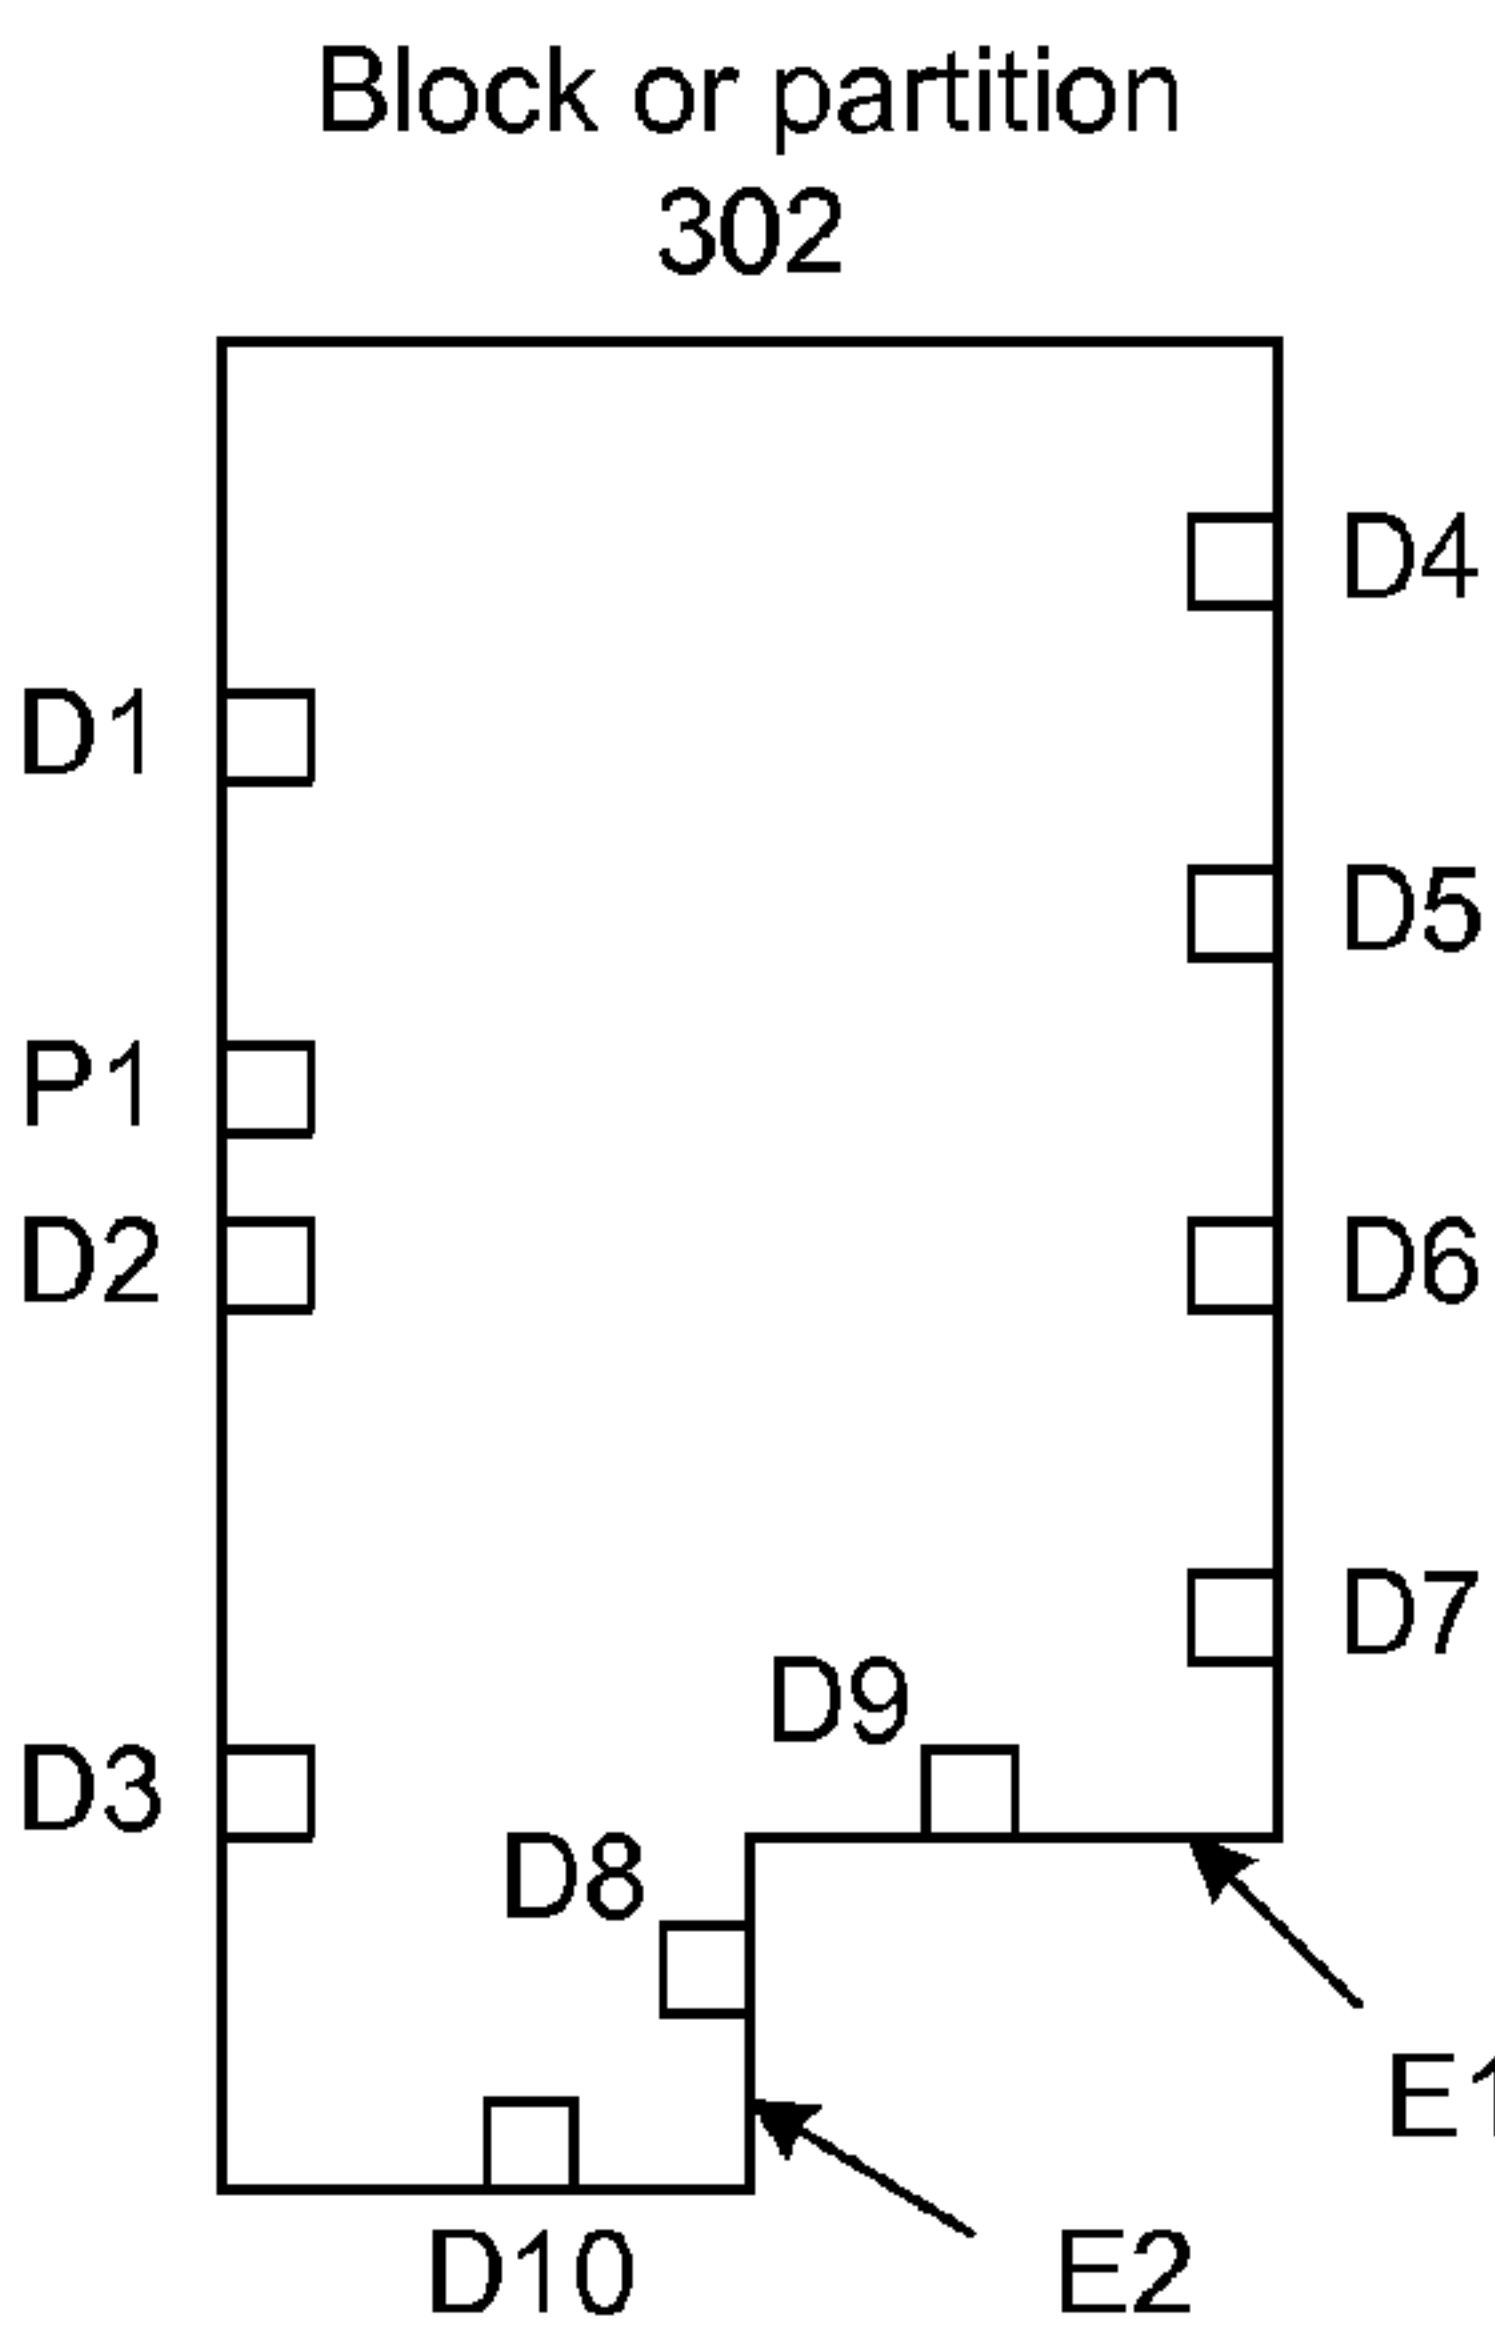 Block or partition
302
D4
D1
D5
P1
D2
D6
D7
D9
D3
D8
E1
D10
E2